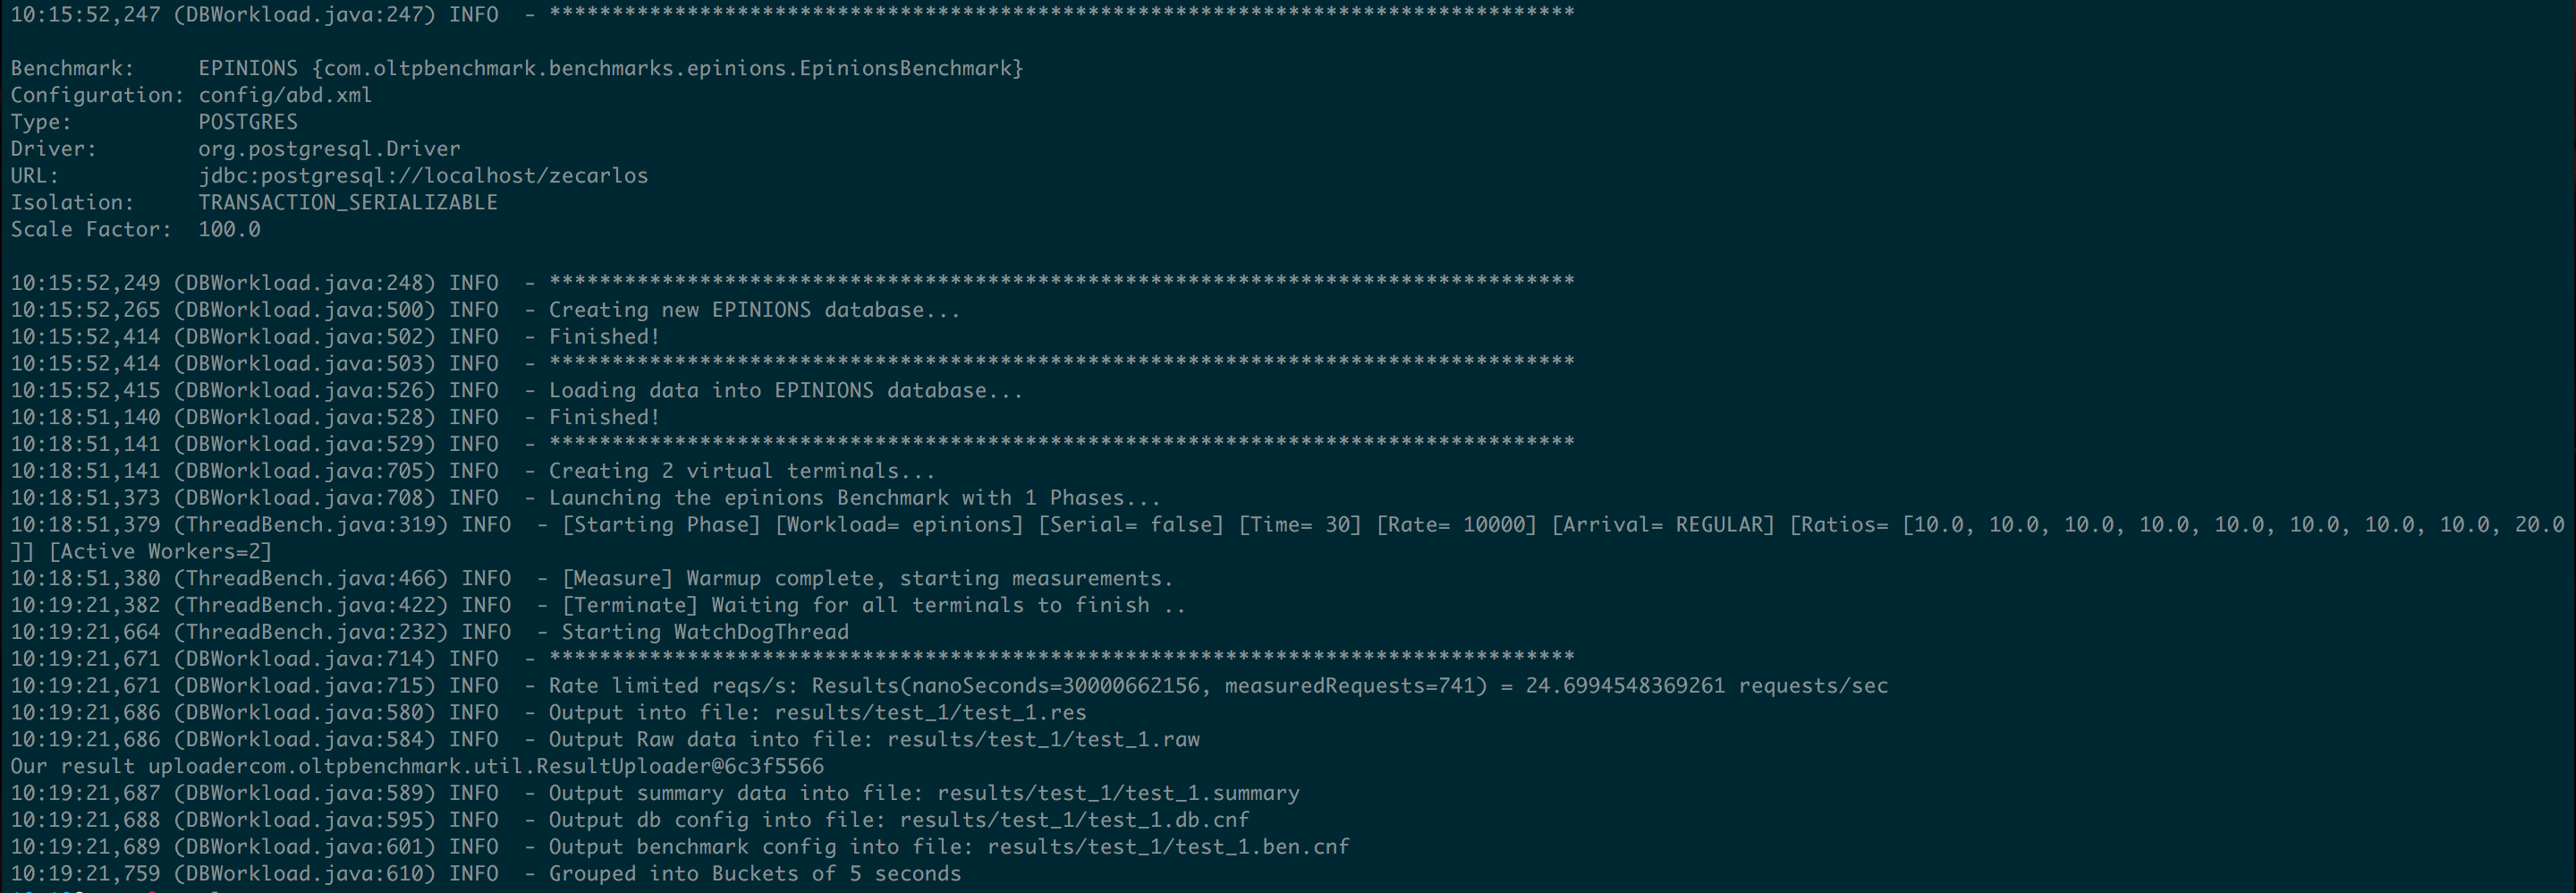 10:15:52,247 (DBWorkload.java:247) INFO  - **********************************************************************************
Benchmark:     EPINIONS {com.oltpbenchmark.benchmarks.epinions.EpinionsBenchmark}
Configuration: config/abd.xml
Type:          POSTGRES
Driver:        org.postgresql.Driver
URL:           jdbc:postgresql://localhost/zecarlos
Isolation:     TRANSACTION_SERIALIZABLE
Scale Factor:  100.0
10:15:52,249 (DBWorkload.java:248) INFO  - **********************************************************************************
10:15:52,265 (DBWorkload.java:500) INFO  - Creating new EPINIONS database...
10:15:52,414 (DBWorkload.java:502) INFO  - Finished!
10:15:52,414 (DBWorkload.java:503) INFO  - **********************************************************************************
10:15:52,415 (DBWorkload.java:526) INFO  - Loading data into EPINIONS database...
10:18:51,140 (DBWorkload.java:528) INFO  - Finished!
10:18:51,141 (DBWorkload.java:529) INFO  - **********************************************************************************
10:18:51,141 (DBWorkload.java:705) INFO  - Creating 2 virtual terminals...
10:18:51,373 (DBWorkload.java:708) INFO  - Launching the epinions Benchmark with 1 Phases...
10:18:51,379 (ThreadBench.java:319) INFO  - [Starting Phase] [Workload= epinions] [Serial= false] [Time= 30] [Rate= 10000] [Arrival= REGULAR] [Ratios= [10.0, 10.0, 10.0, 10.0, 10.0, 10.0, 10.0, 10.0, 20.0
]] [Active Workers=2]
10:18:51,380 (ThreadBench.java:466) INFO  - [Measure] Warmup complete, starting measurements.
10:19:21,382 (ThreadBench.java:422) INFO  - [Terminate] Waiting for all terminals to finish ..
10:19:21,664 (ThreadBench.java:232) INFO  - Starting WatchDogThread
10:19:21,671 (DBWorkload.java:714) INFO  - **********************************************************************************
10:19:21,671 (DBWorkload.java:715) INFO  - Rate limited reqs/s: Results(nanoSeconds=30000662156, measuredRequests=741) = 24.6994548369261 requests/sec
10:19:21,686 (DBWorkload.java:580) INFO  - Output into file: results/test_1/test_1.res
10:19:21,686 (DBWorkload.java:584) INFO  - Output Raw data into file: results/test_1/test_1.raw
Our result uploadercom.oltpbenchmark.util.ResultUploader@6c3f5566
10:19:21,687 (DBWorkload.java:589) INFO  - Output summary data into file: results/test_1/test_1.summary
10:19:21,688 (DBWorkload.java:595) INFO  - Output db config into file: results/test_1/test_1.db.cnf
10:19:21,689 (DBWorkload.java:601) INFO  - Output benchmark config into file: results/test_1/test_1.ben.cnf
10:19:21,759 (DBWorkload.java:610) INFO  - Grouped into Buckets of 5 seconds